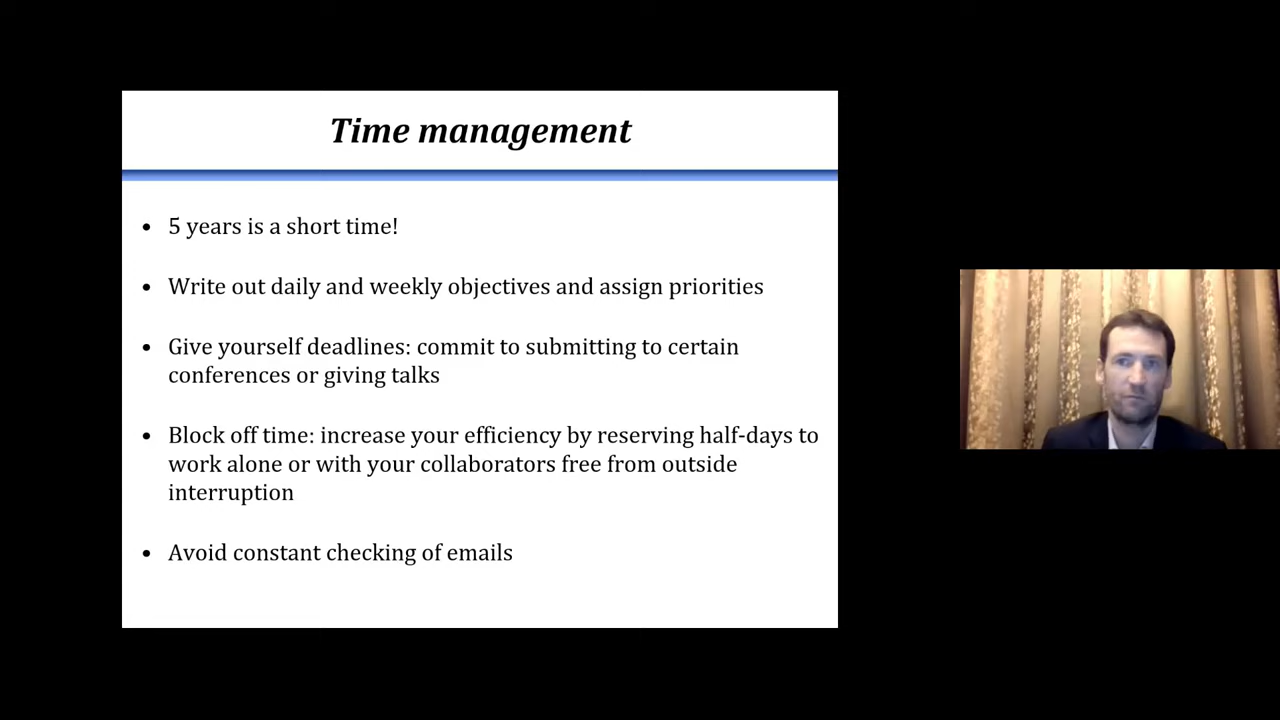 Time management
• 5 years is a short time!
• Write out daily and weekly objectives and assign priorities
• Give yourself deadlines: commit to submitting to certain
conferences or giving talks
• Block off time: increase your efficiency by reserving half-days to
work alone or with your collaborators free from outside
interruption
• Avoid constant checking of emails